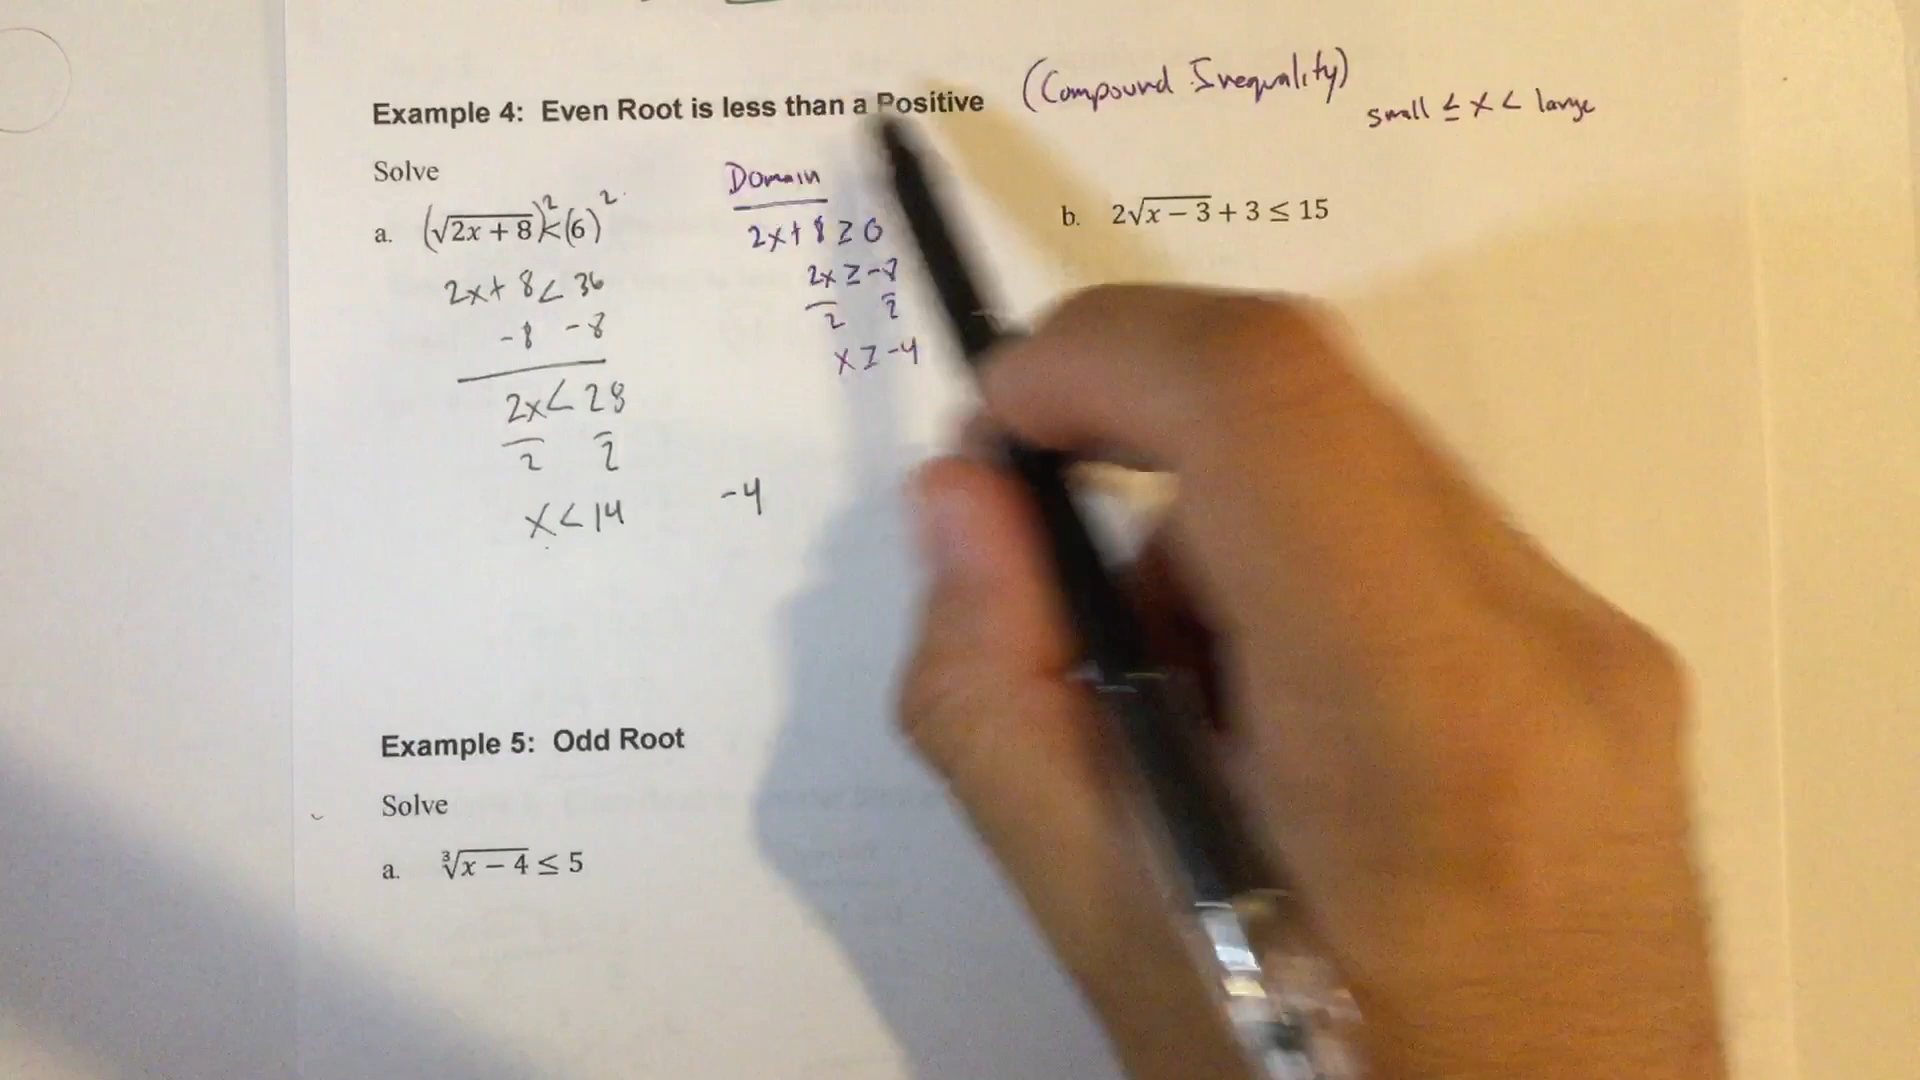 Example 4: Even Root is less than a Positive (Compound Inequality)
small ≤ x < large
Solve
a. (√2x + 8)² < (6)²
2x + 8 < 36
-8 -8
2x < 28
2 2
x < 14
Domain
2x + 8 ≥ 0
2x ≥ -8
2 2
x ≥ -4
-4
b. 2√x − 3 + 3 ≤ 15
Example 5: Odd Root
Solve
a. ∛x − 4 ≤ 5